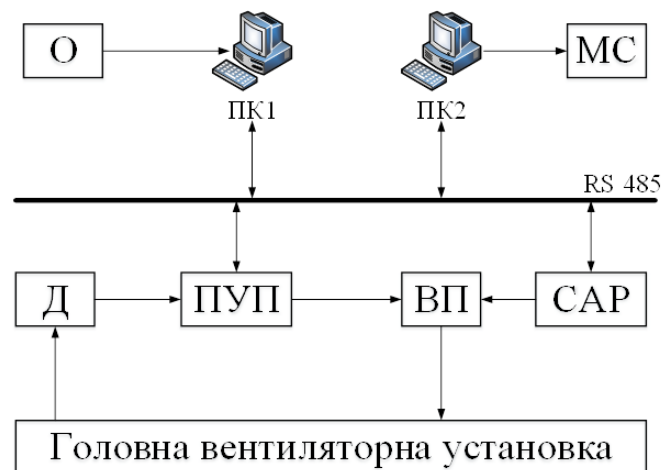 О
МС
ПК1
ПК2
RS 485
Д
ПУП
ВП
САР
Головна вентиляторна установка